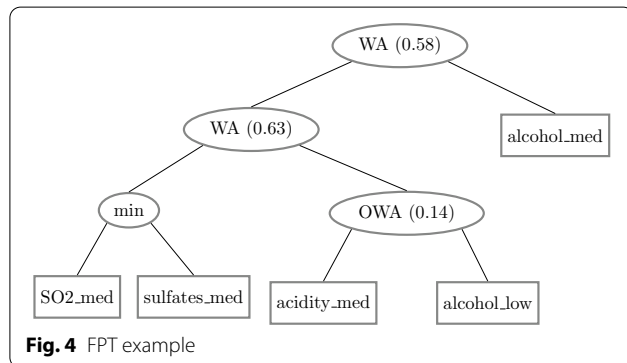 WA (0.58)
WA (0.63)
alcohol_med
min
OWA (0.14)
SO2_med
sulfates_med
acidity_med
alcohol_low
Fig. 4 FPT example